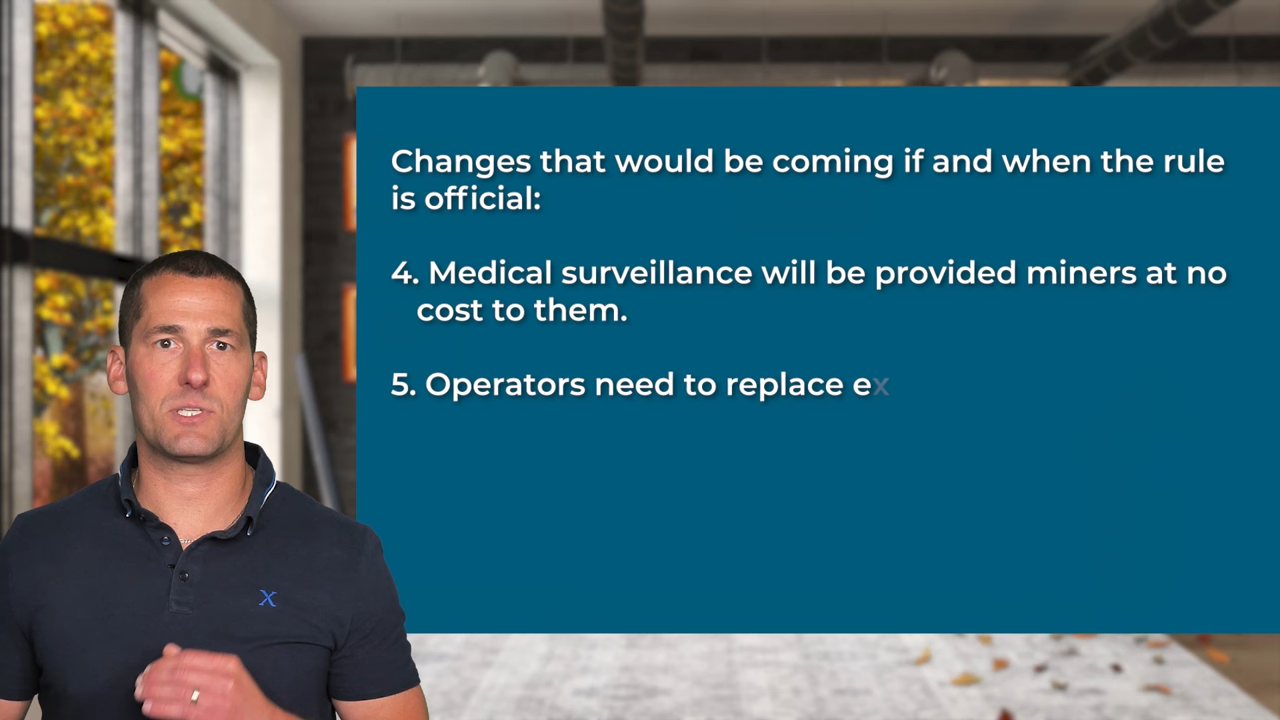 Changes that would be coming if and when the rule
is official:
4. Medical surveillance will be provided miners at no
cost to them.
5. Operators need to replace ex
X